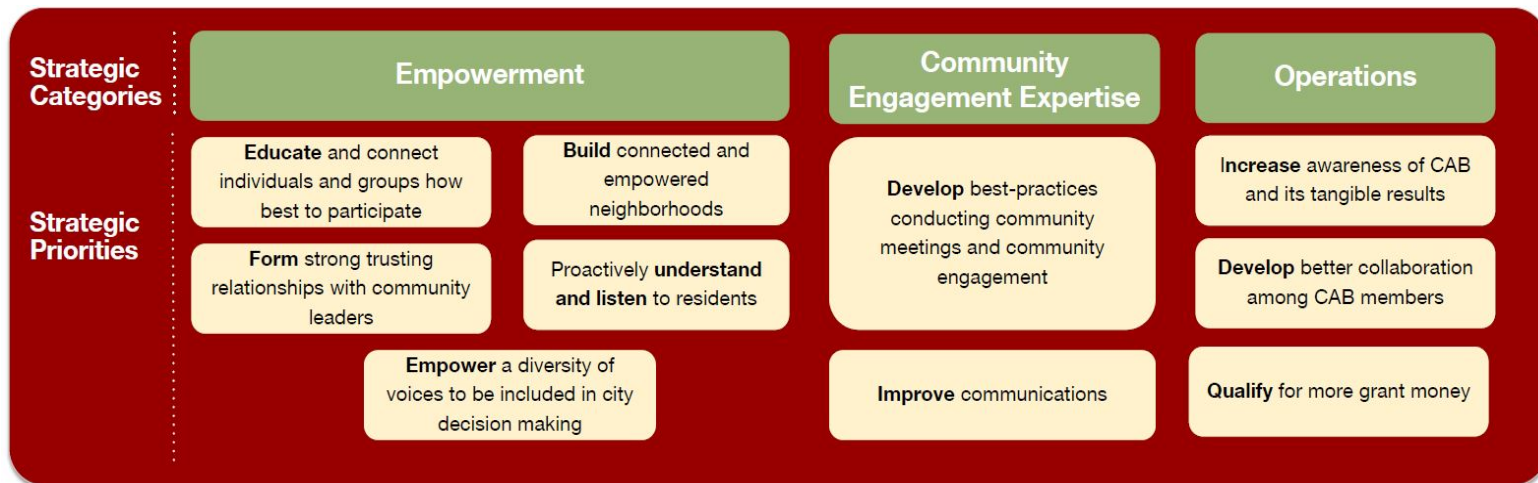 Strategic
Categories
Empowerment
Community
Engagement Expertise
Operations
Strategic
Priorities
Educate and connect
individuals and groups how
best to participate
Build connected and
empowered
neighborhoods
Form strong trusting
relationships with community
leaders
Proactively understand
and listen to residents
Empower a diversity of
voices to be included in city
decision making
Develop best-practices
conducting community
meetings and community
engagement
Improve communications
Increase awareness of CAB
and its tangible results
Develop better collaboration
among CAB members
Qualify for more grant money